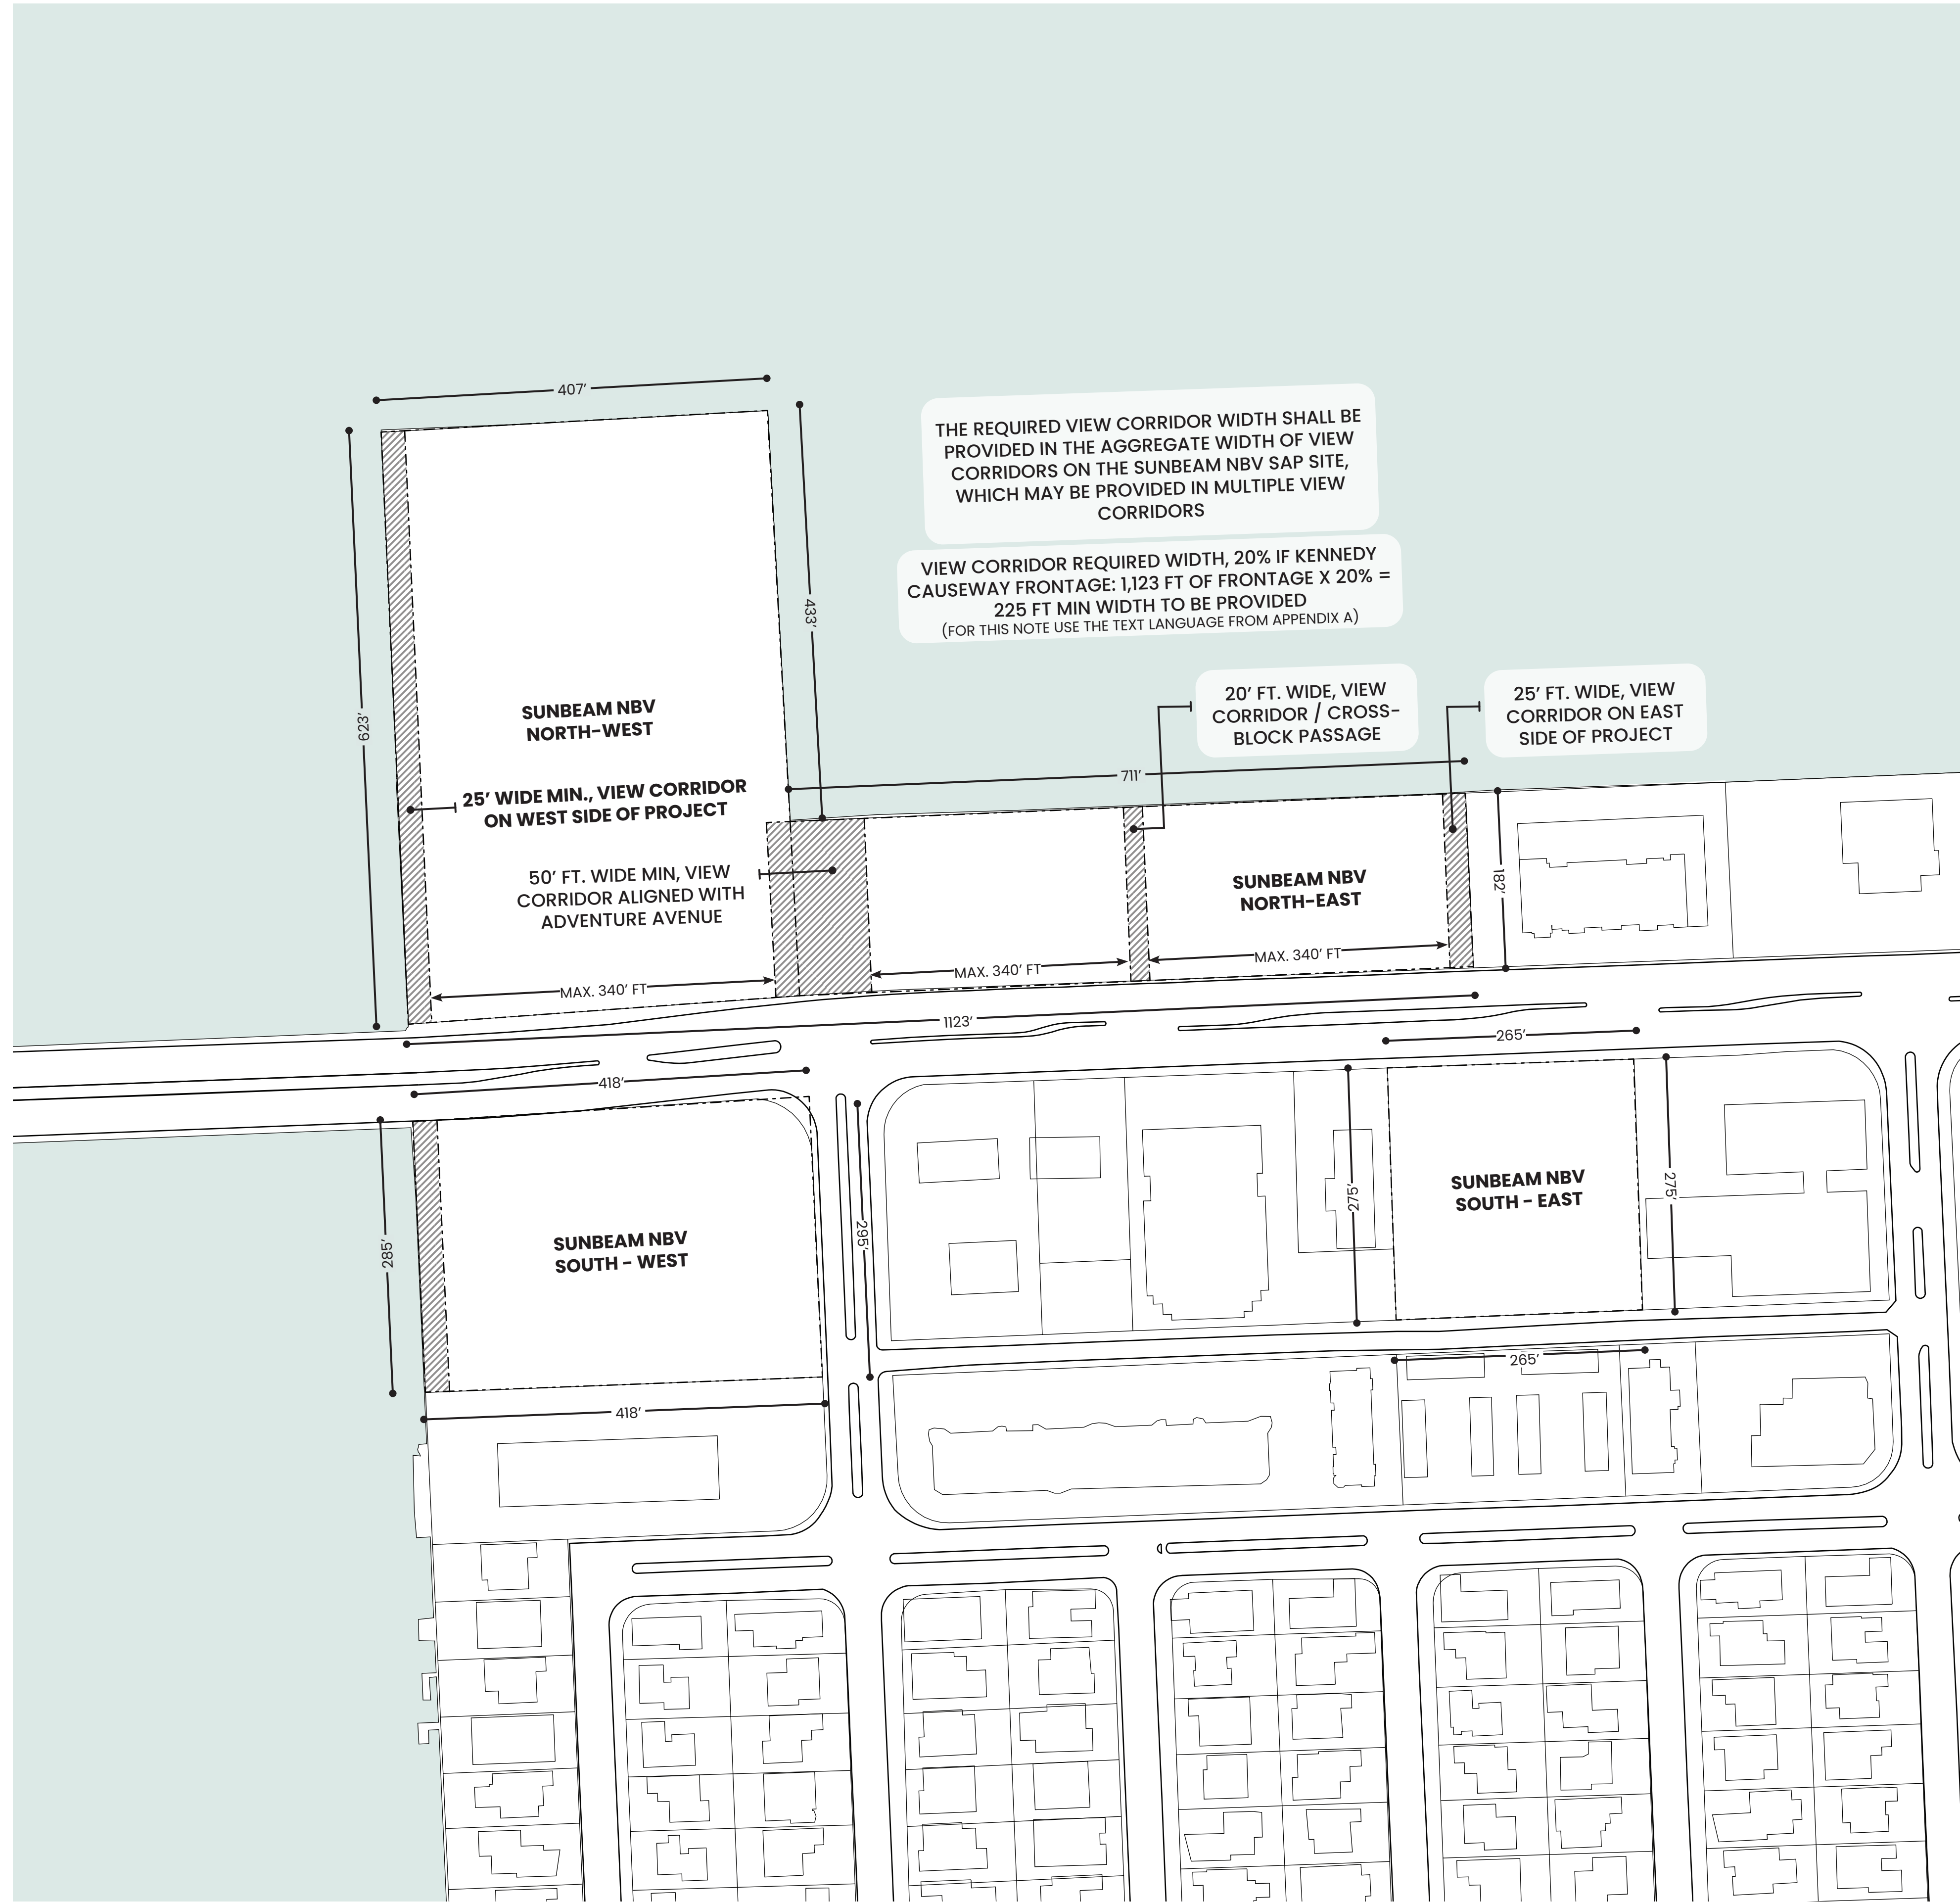 407’
THE REQUIRED VIEW CORRIDOR WIDTH SHALL BE
PROVIDED IN THE AGGREGATE WIDTH OF VIEW
CORRIDORS ON THE SUNBEAM NBV SAP SITE,
WHICH MAY BE PROVIDED IN MULTIPLE VIEW
CORRIDORS
VIEW CORRIDOR REQUIRED WIDTH, 20% IF KENNEDY
CAUSEWAY FRONTAGE: 1,123 FT OF FRONTAGE X 20% =
225 FT MIN WIDTH TO BE PROVIDED
(FOR THIS NOTE USE THE TEXT LANGUAGE FROM APPENDIX A)
433’
623’
SUNBEAM NBV
NORTH-WEST
20’ FT. WIDE, VIEW
CORRIDOR / CROSS-
BLOCK PASSAGE
25’ FT. WIDE, VIEW
CORRIDOR ON EAST
SIDE OF PROJECT
711’
25’ WIDE MIN., VIEW CORRIDOR
ON WEST SIDE OF PROJECT
50’ FT. WIDE MIN, VIEW
CORRIDOR ALIGNED WITH
ADVENTURE AVENUE
SUNBEAM NBV
NORTH-EAST
182’
MAX. 340’ FT
MAX. 340’ FT
MAX. 340’ FT
1123’
265’
418’
275’
275’
SUNBEAM NBV
SOUTH - EAST
295’
285’
SUNBEAM NBV
SOUTH - WEST
265’
418’